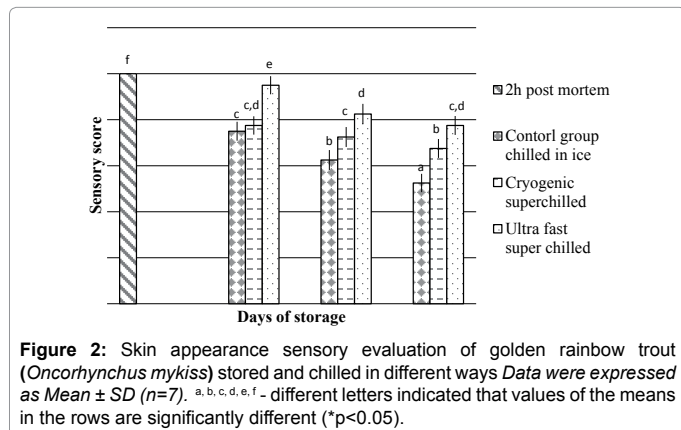 f
e
c
c,d
b
c
d
a
b
c,d
Sensory score
Days of storage
2h post mortem
Contorl group
chilled in ice
Cryogenic
superchilled
Ultra fast
super chilled
Figure 2: Skin appearance sensory evaluation of golden rainbow trout
(Oncorhynchus mykiss) stored and chilled in different ways Data were expressed
as Mean ± SD (n=7). a, b, c, d, e, f - different letters indicated that values of the means
in the rows are significantly different (*p<0.05).